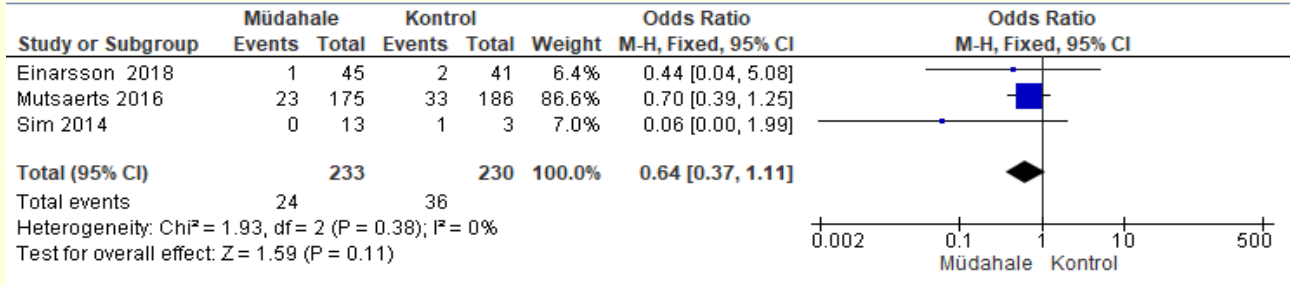 Müdahale Kontrol Odds Ratio Odds Ratio
Study or Subgroup Events Total Events Total Weight M-H, Fixed, 95% CI M-H, Fixed, 95% CI
Einarsson 2018 1 45 2 41 6.4% 0.44 [0.04, 5.08]
Mutsaerts 2016 23 175 33 186 86.6% 0.70 [0.39, 1.25]
Sim 2014 0 13 1 3 7.0% 0.06 [0.00, 1.99]
Total (95% CI) 233 230 100.0% 0.64 [0.37, 1.11]
Total events 24 36
Heterogeneity: Chi² = 1.93, df = 2 (P = 0.38); I² = 0%
Test for overall effect: Z = 1.59 (P = 0.11)
0.002 0.1 1 10 500
Müdahale Kontrol